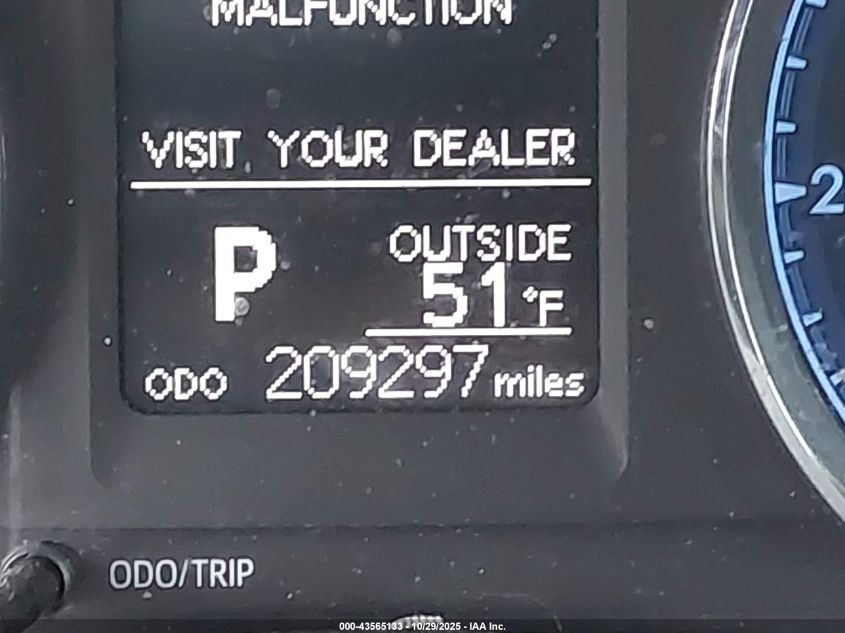 MALFUNCTION
VISIT YOUR DEALER
P
OUTSIDE
51°F
ODO 209297 miles
2
ODO/TRIP
000-43565133 - 10/29/2025 - IAA Inc.